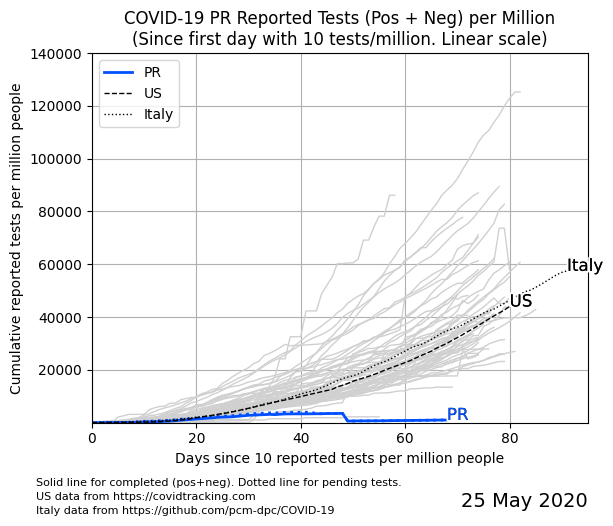 COVID-19 PR Reported Tests (Pos + Neg) per Million
(Since first day with 10 tests/million. Linear scale)
Cumulative reported tests per million people
140000
120000
100000
80000
60000
40000
20000
PR
US
Italy
Italy
US
PR
0
20
40
60
80
Days since 10 reported tests per million people
Solid line for completed (pos+neg). Dotted line for pending tests.
US data from https://covidtracking.com
Italy data from https://github.com/pcm-dpc/COVID-19
25 May 2020